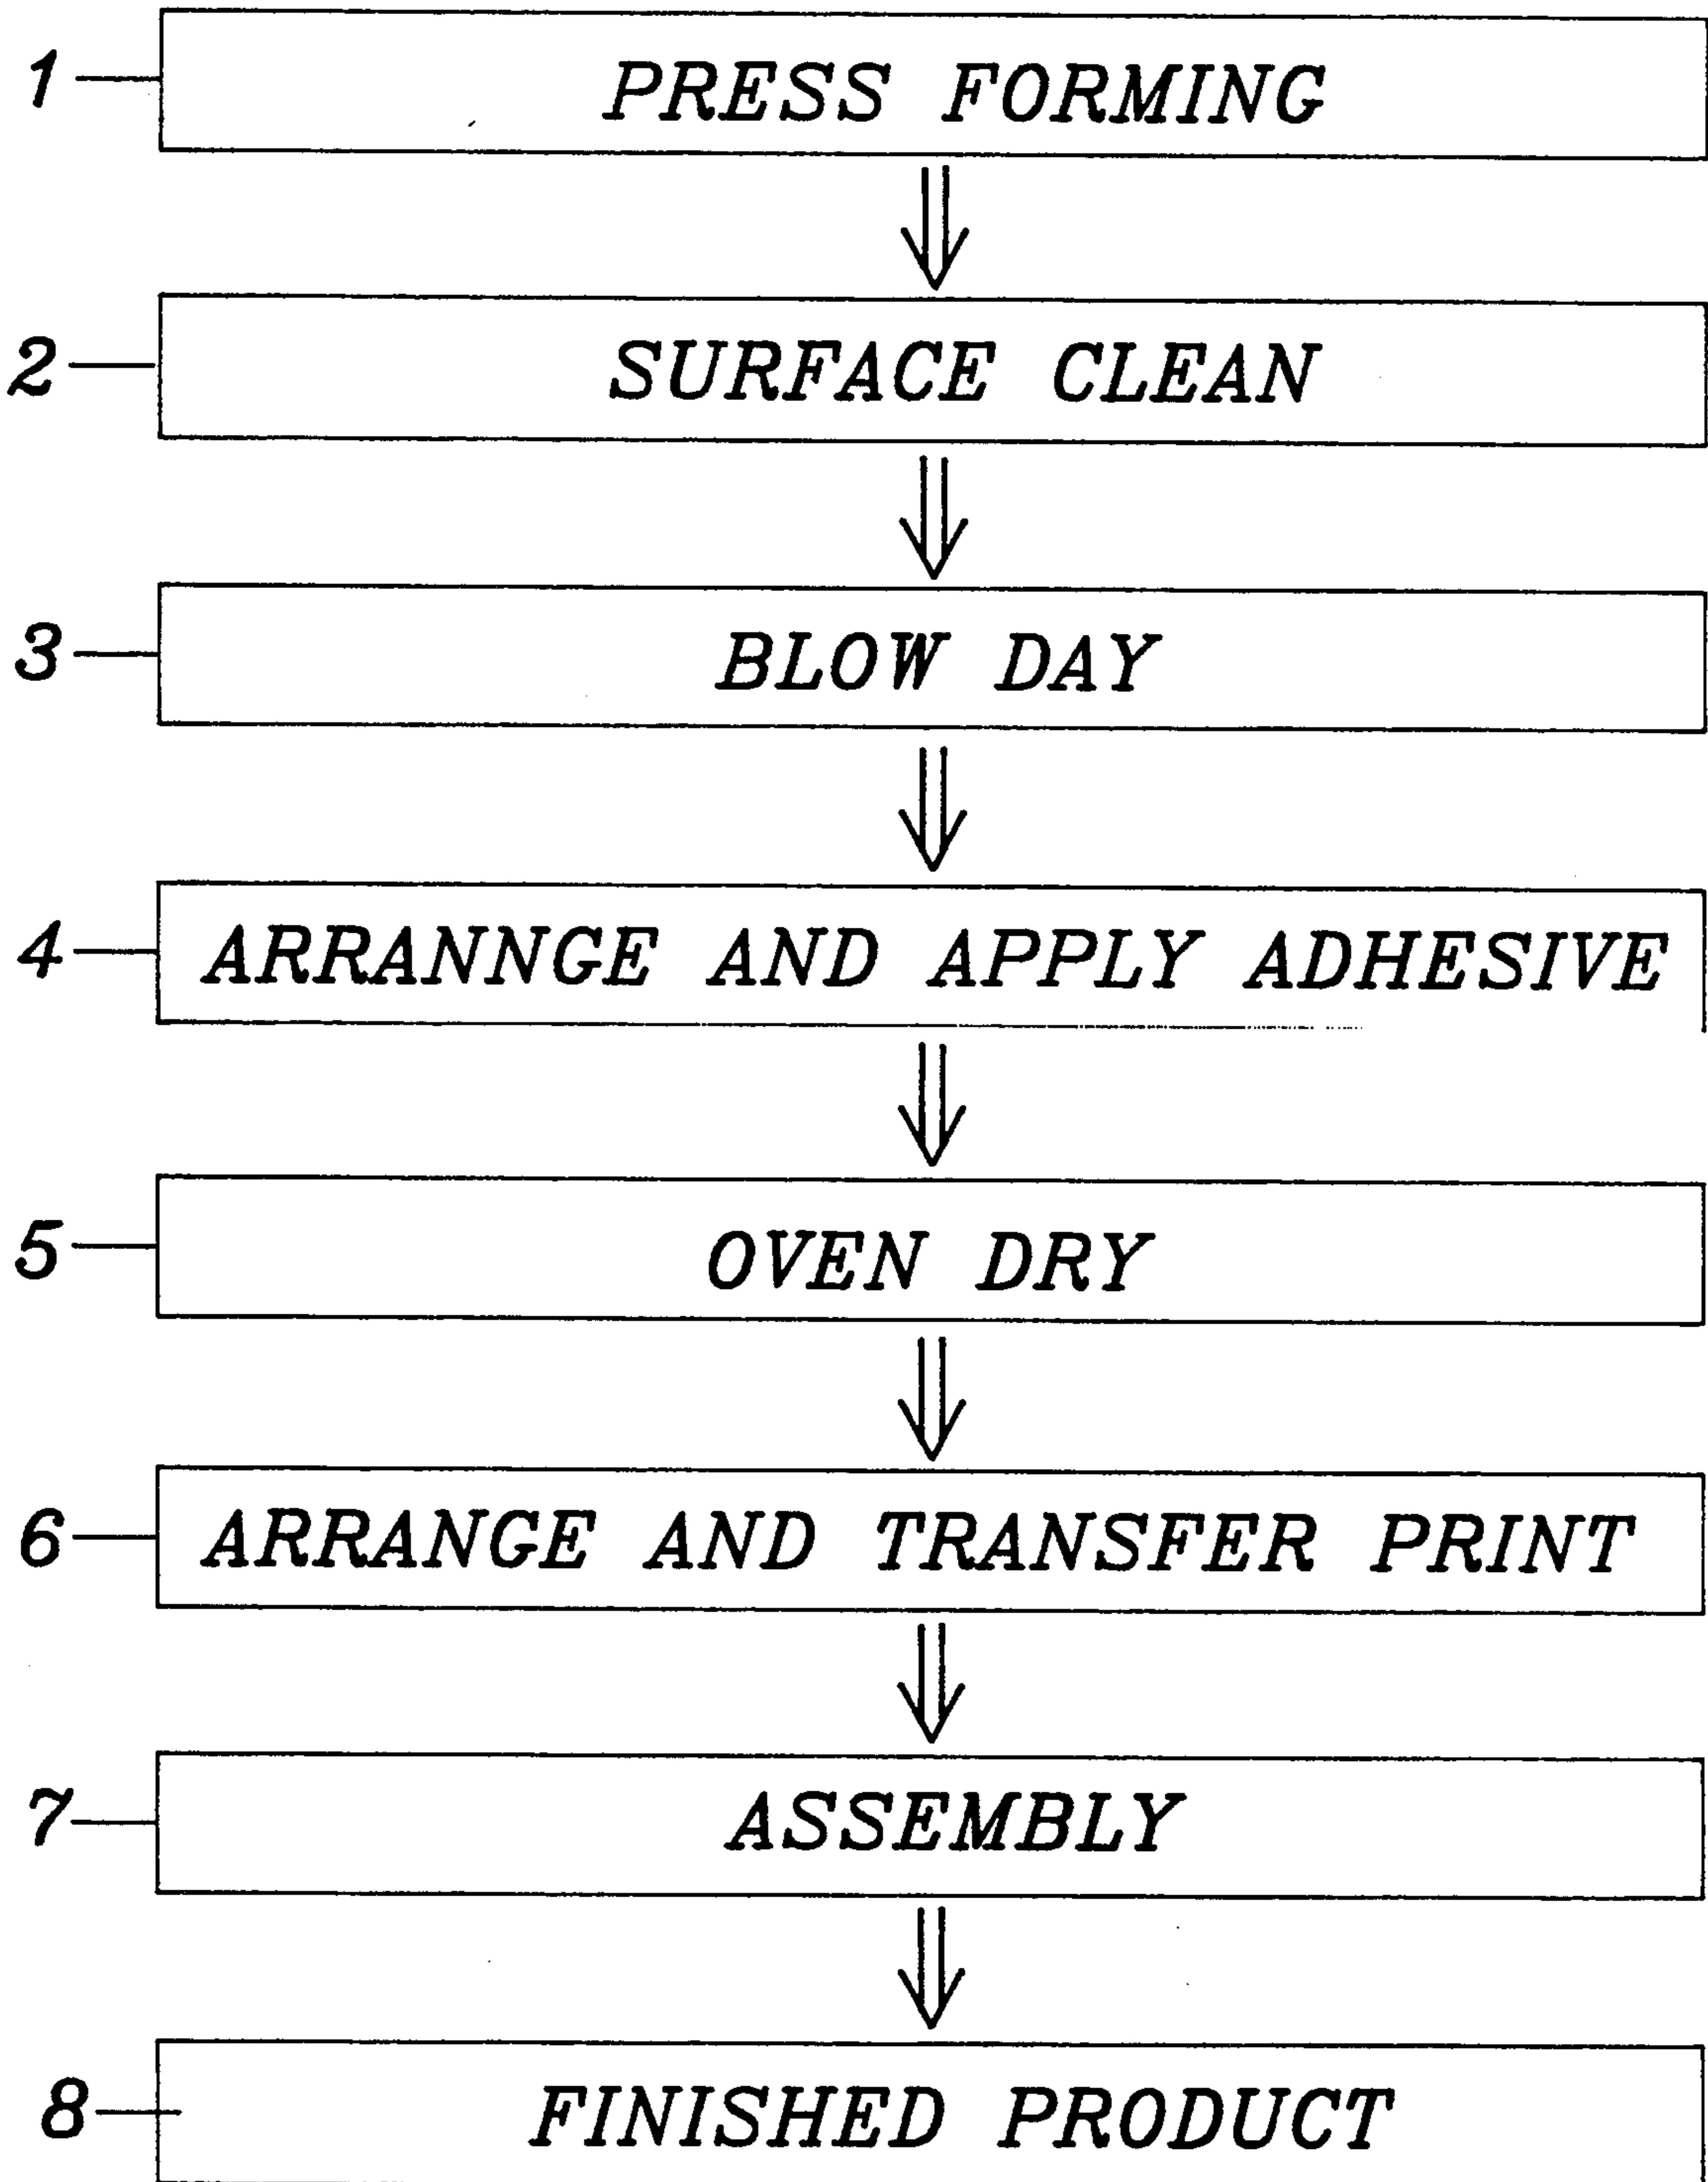 1 PRESS FORMING
2 SURFACE CLEAN
3 BLOW DAY
4 ARRANNGE AND APPLY ADHESIVE
5 OVEN DRY
6 ARRANGE AND TRANSFER PRINT
7 ASSEMBLY
8 FINISHED PRODUCT